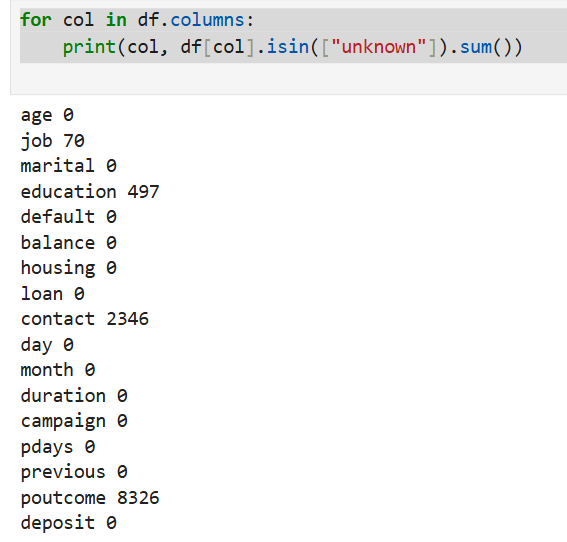 for col in df.columns:
    print(col, df[col].isin(["unknown"]).sum())
age 0
job 70
marital 0
education 497
default 0
balance 0
housing 0
loan 0
contact 2346
day 0
month 0
duration 0
campaign 0
pdays 0
previous 0
poutcome 8326
deposit 0